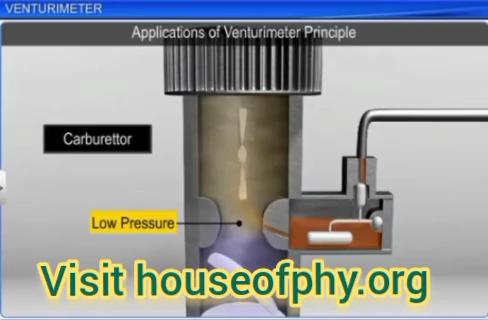 VENTURIMETER
Applications of Venturimeter Principle
Carburettor
Low Pressure
Visit houseofphy.org